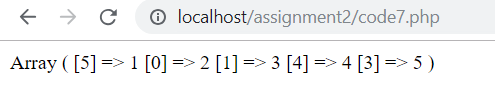 localhost/assignment2/code7.php
Array ( [5] => 1 [0] => 2 [1] => 3 [4] => 4 [3] => 5 )